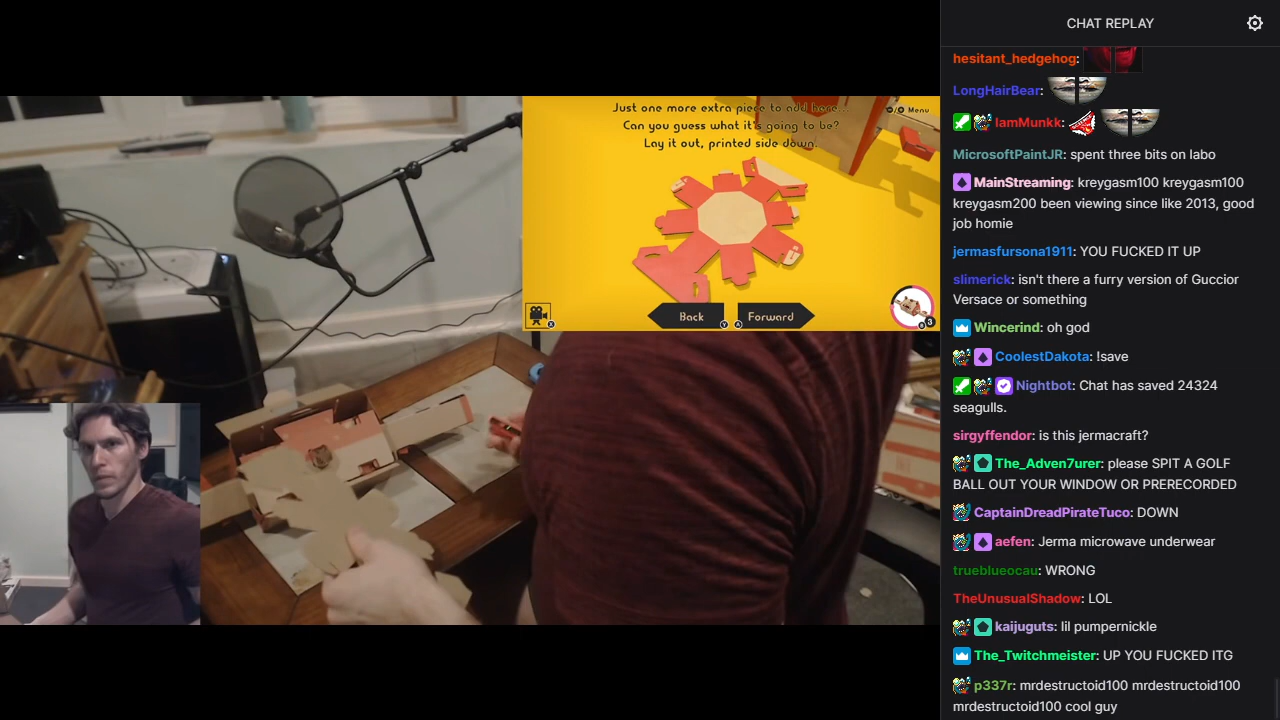 Just one more extra piece to add here...
Can you guess what it's going to be?
Lay it out, printed side down.
Menu
Back
Forward
CHAT REPLAY
hesitant_hedgehog:
LongHairBear:
IamMunkk:
MicrosoftPaintJR: spent three bits on labo
MainStreaming: kreygasm100 kreygasm100
kreygasm200 been viewing since like 2013, good
job homie
jermasfursona1911: YOU FUCKED IT UP
slimerick: isn't there a furry version of Guccior
Versace or something
Wincerind: oh god
CoolestDakota: !save
Nightbot: Chat has saved 24324
seagulls.
sirgyffendor: is this jermacraft?
The_Adven7urer: please SPIT A GOLF
BALL OUT YOUR WINDOW OR PRERECORDED
CaptainDreadPirateTuco: DOWN
aefen: Jerma microwave underwear
trueblueocau: WRONG
TheUnusualShadow: LOL
kaijuguts: lil pumpernickle
The_Twitchmeister: UP YOU FUCKED ITG
p337r: mrdestructoid100 mrdestructoid100
mrdestructoid100 cool guy